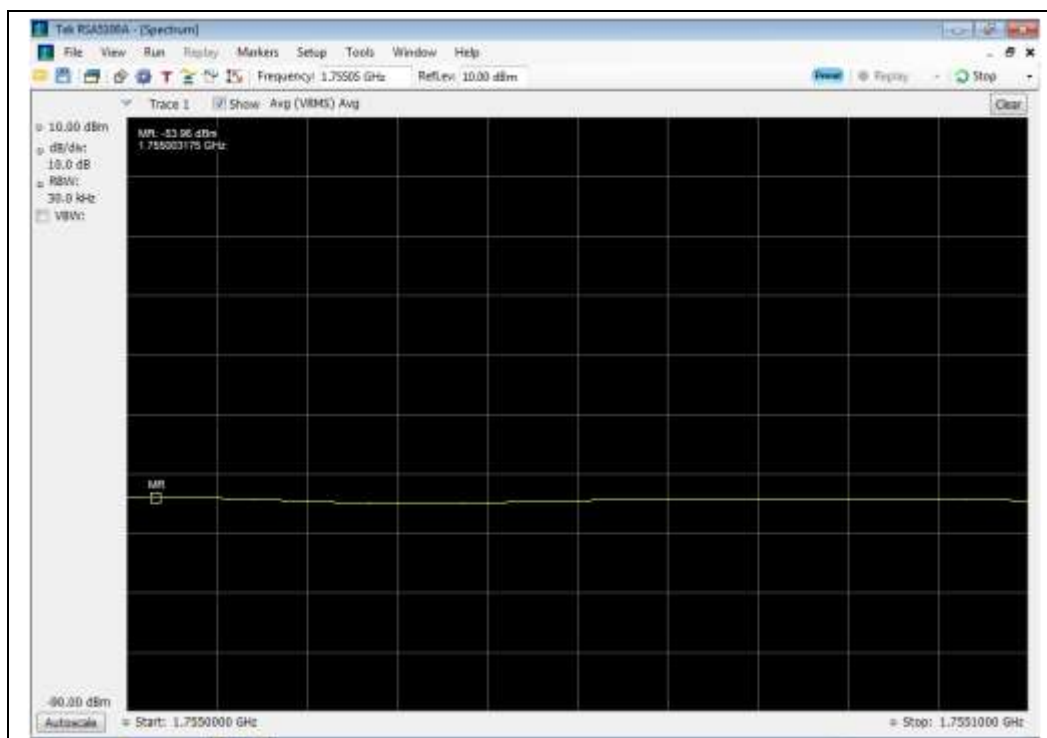 Tek RSA5100A - [Spectrum]
File View Run Replay Markers Setup Tools Window Help
Frequency: 1.75505 GHz RefLev: 10.00 dBm Preset Replay Stop
Trace 1 Show Avg (VRMS) Avg Clear
10.00 dBm
dB/div:
10.0 dB
RBW:
30.0 kHz
VBW:
MR: -53.96 dBm
1.755003175 GHz
MR
-90.00 dBm
Autoscale Start: 1.7550000 GHz Stop: 1.7551000 GHz